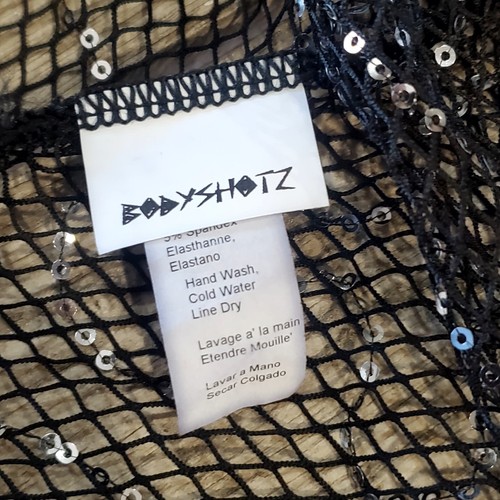 BODYSHOTZ
5% Spandex
Elasthanne,
Elastano
Hand Wash,
Cold Water
Line Dry
Lavage a' la main
Etendre Mouille'
Lavar a Mano
Secar Colgado